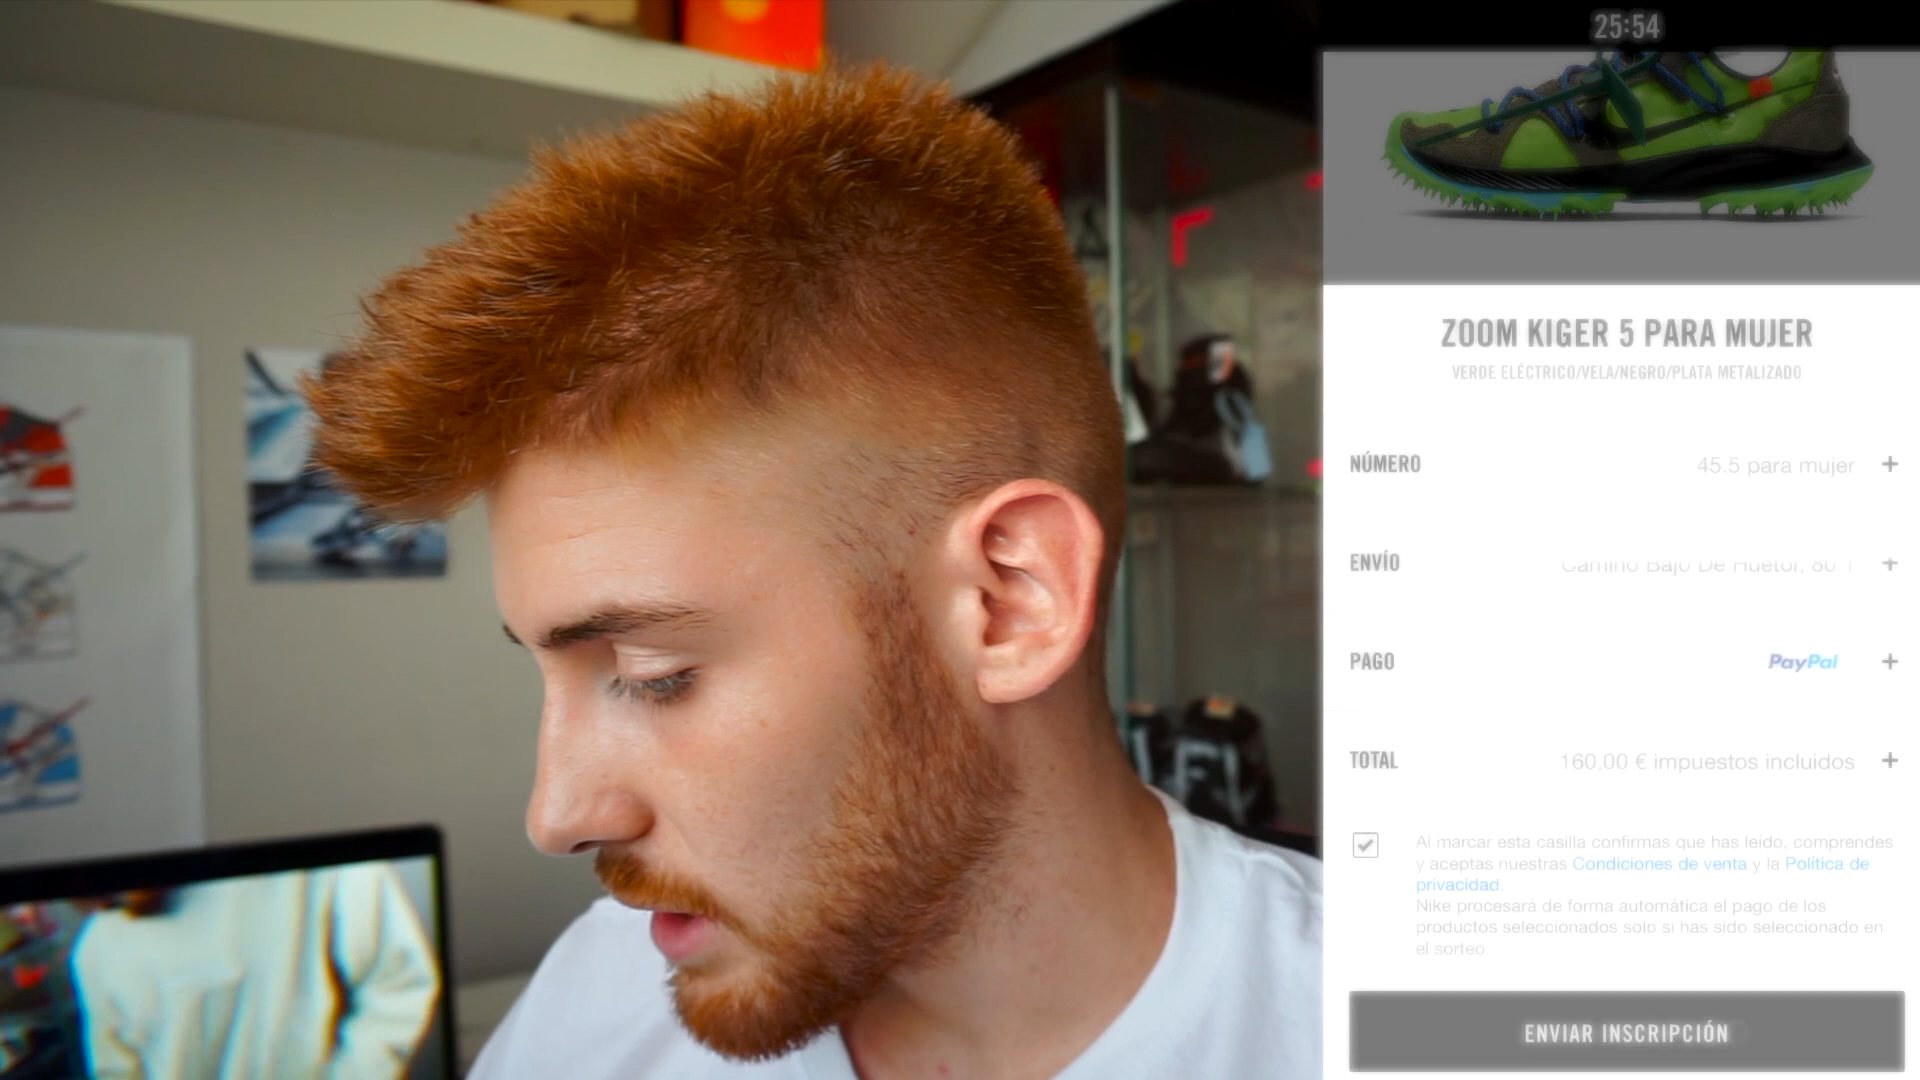 25:54
ZOOM KIGER 5 PARA MUJER
VERDE ELÉCTRICO/VELA/NEGRO/PLATA METALIZADO
NÚMERO 45.5 para mujer +
ENVÍO Camino Bajo De Huetor, 80 1 +
PAGO PayPal +
TOTAL 160,00 € impuestos incluidos +
Al marcar esta casilla confirmas que has leído, comprendes
y aceptas nuestras Condiciones de venta y la Política de
privacidad.
Nike procesará de forma automática el pago de los
productos seleccionados solo si has sido seleccionado en
el sorteo.
ENVIAR INSCRIPCIÓN